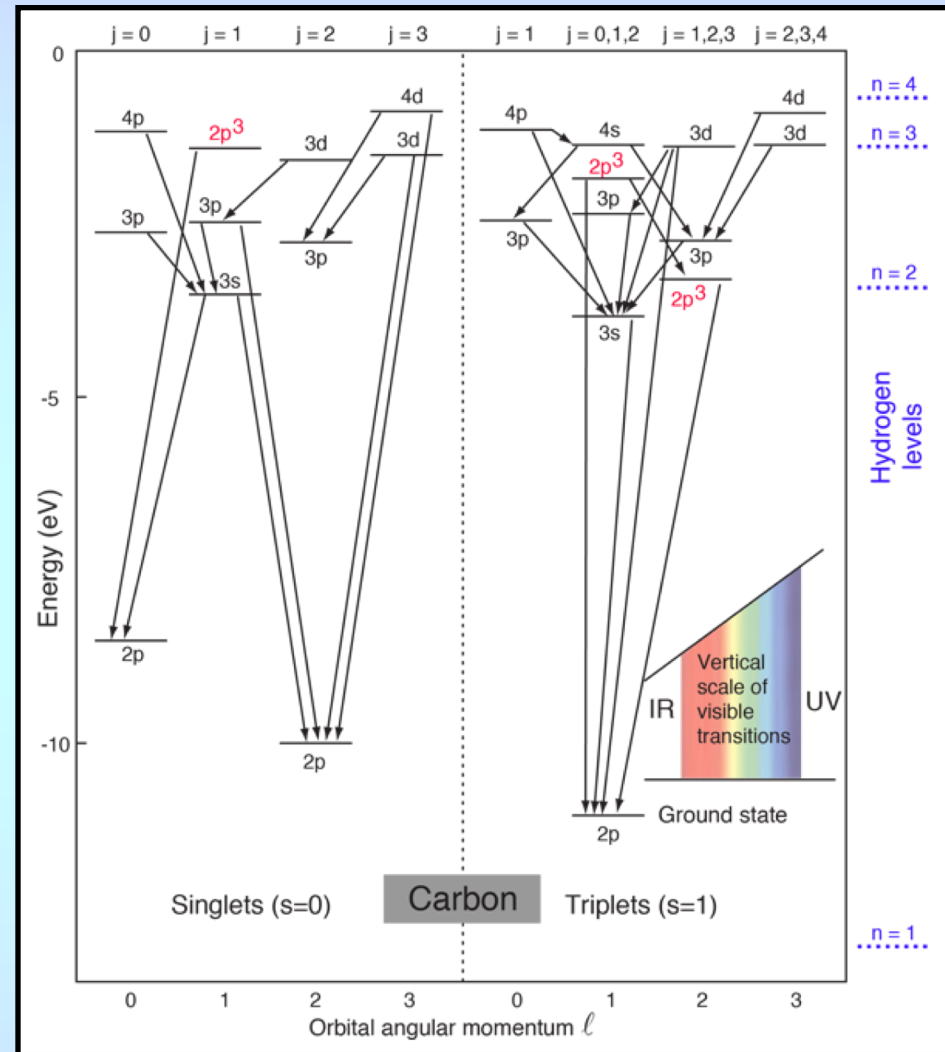 j = 0 j = 1 j = 2 j = 3 j = 1 j = 0,1,2 j = 1,2,3 j = 2,3,4
0
n = 4
4d
4d
4p
2p³
4p
4s
3d
3d
n = 3
3d
3d
2p³
3p
3p
3p
3p
3p
3p
n = 2
3s
2p³
3s
-5
Hydrogen
levels
Energy (eV)
2p
Vertical
scale of
visible
transitions
IR
UV
-10
2p
Ground state
2p
Singlets (s=0)
Carbon
Triplets (s=1)
n = 1
0 1 2 3 0 1 2 3
Orbital angular momentum ℓ